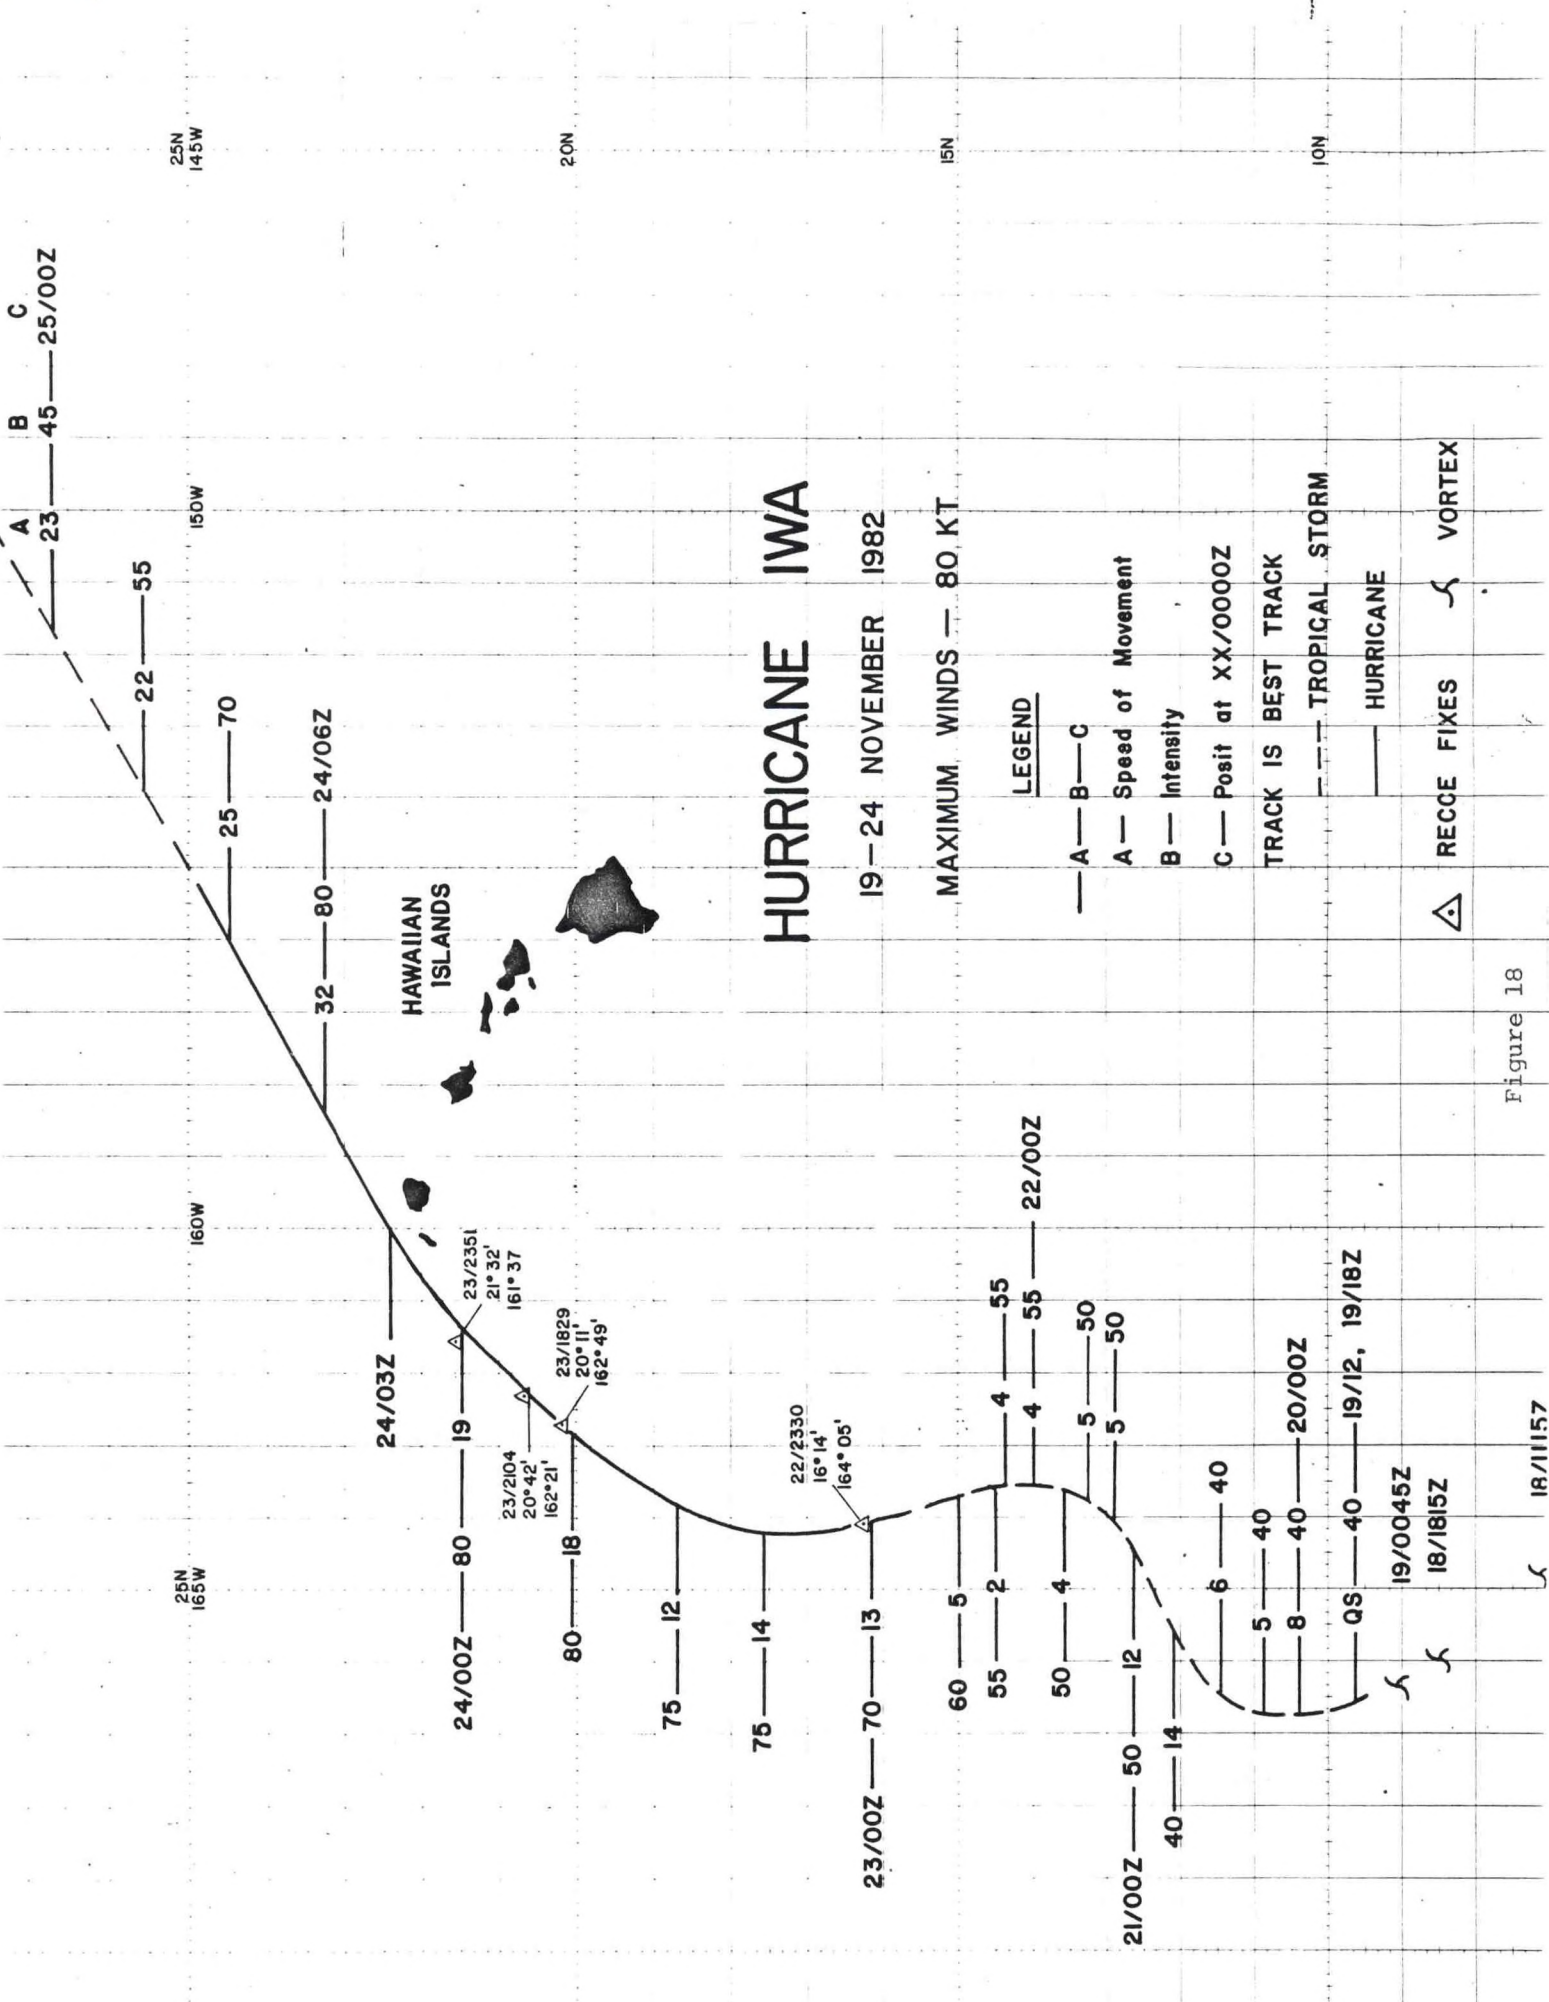 A B C
23 45 25/00Z
22 55
25 70
32 80 24/06Z
24/03Z
24/00Z 80 19
80 18
75 12
75 14
23/00Z 70 13
60 5
55 2
4 55
4 55 22/00Z
50 4
5 50
5 50
21/00Z 50 12
40 14
6 40
5 40
8 40 20/00Z
QS 40 19/12, 19/18Z
19/0045Z
18/1815Z
18/11157
25N
145W
20N
15N
10N
150W
160W
25N
165W
HAWAIIAN
ISLANDS
23/2351
21° 32'
161° 37
23/1829
20° 11'
162° 49'
23/2104
20° 42'
162° 21'
22/2330
16° 14'
164° 05'
HURRICANE IWA
19–24 NOVEMBER 1982
MAXIMUM WINDS — 80 KT
LEGEND
A — B — C
A — Speed of Movement
B — Intensity
C — Posit at XX/0000Z
TRACK IS BEST TRACK
TROPICAL STORM
HURRICANE
RECCE FIXES VORTEX
Figure 18